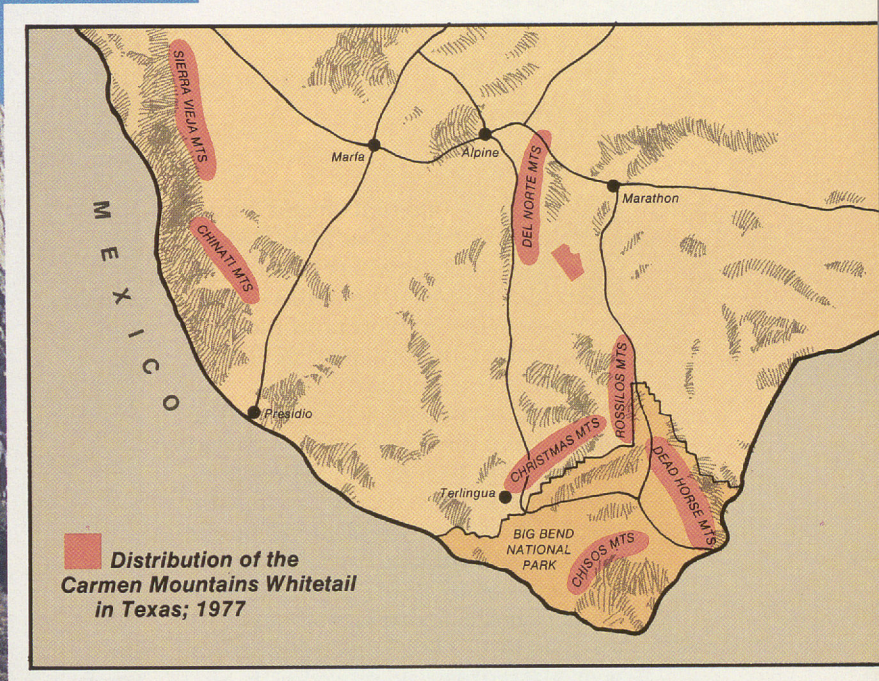 SIERRA VIEJA MTS
Marfa
Alpine
DEL NORTE MTS
Marathon
MEXICO
CHINATI MTS
Presidio
ROSSILOS MTS
CHRISTMAS MTS
DEAD HORSE MTS
Terlingua
BIG BEND
NATIONAL
PARK
CHISOS MTS
Distribution of the
Carmen Mountains Whitetail
in Texas; 1977